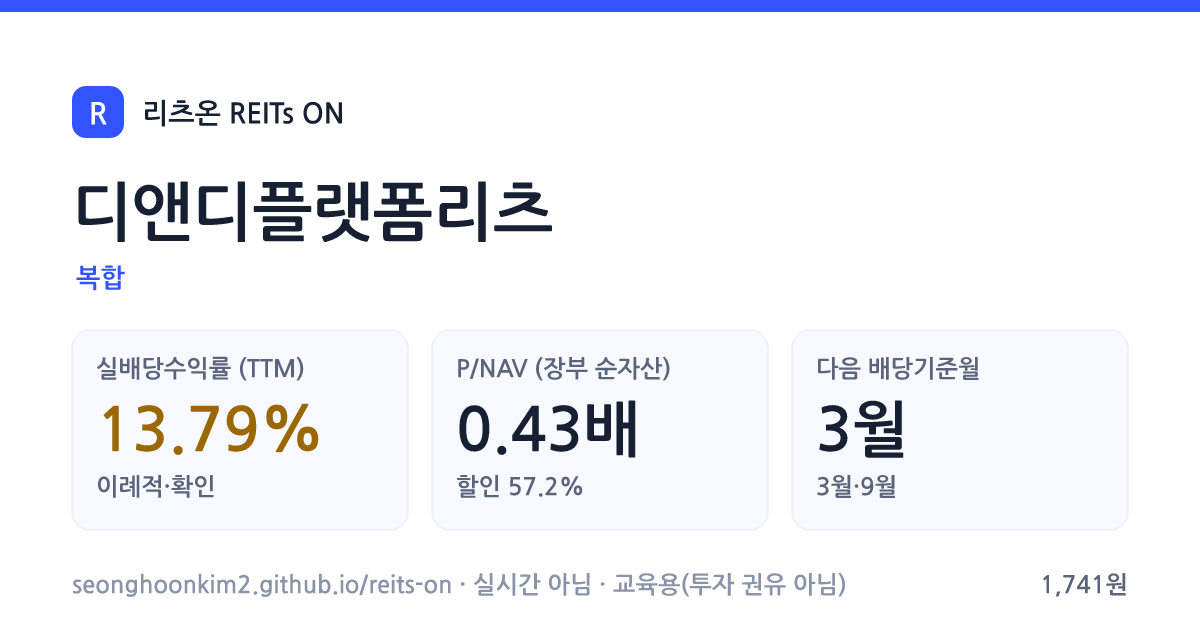 R 리츠온 REITs ON
디앤디플랫폼리츠
복합
실배당수익률 (TTM)
13.79%
이례적·확인
P/NAV (장부 순자산)
0.43배
할인 57.2%
다음 배당기준월
3월
3월·9월
seonghoonkim2.github.io/reits-on · 실시간 아님 · 교육용(투자 권유 아님)
1,741원